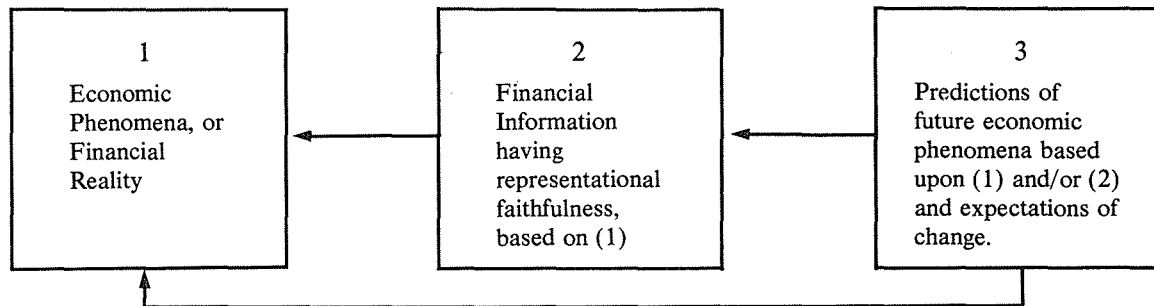 1
Economic
Phenomena, or
Financial
Reality
2
Financial
Information
having
representational
faithfulness,
based on (1)
3
Predictions of
future economic
phenomena based
upon (1) and/or (2)
and expectations of
change.